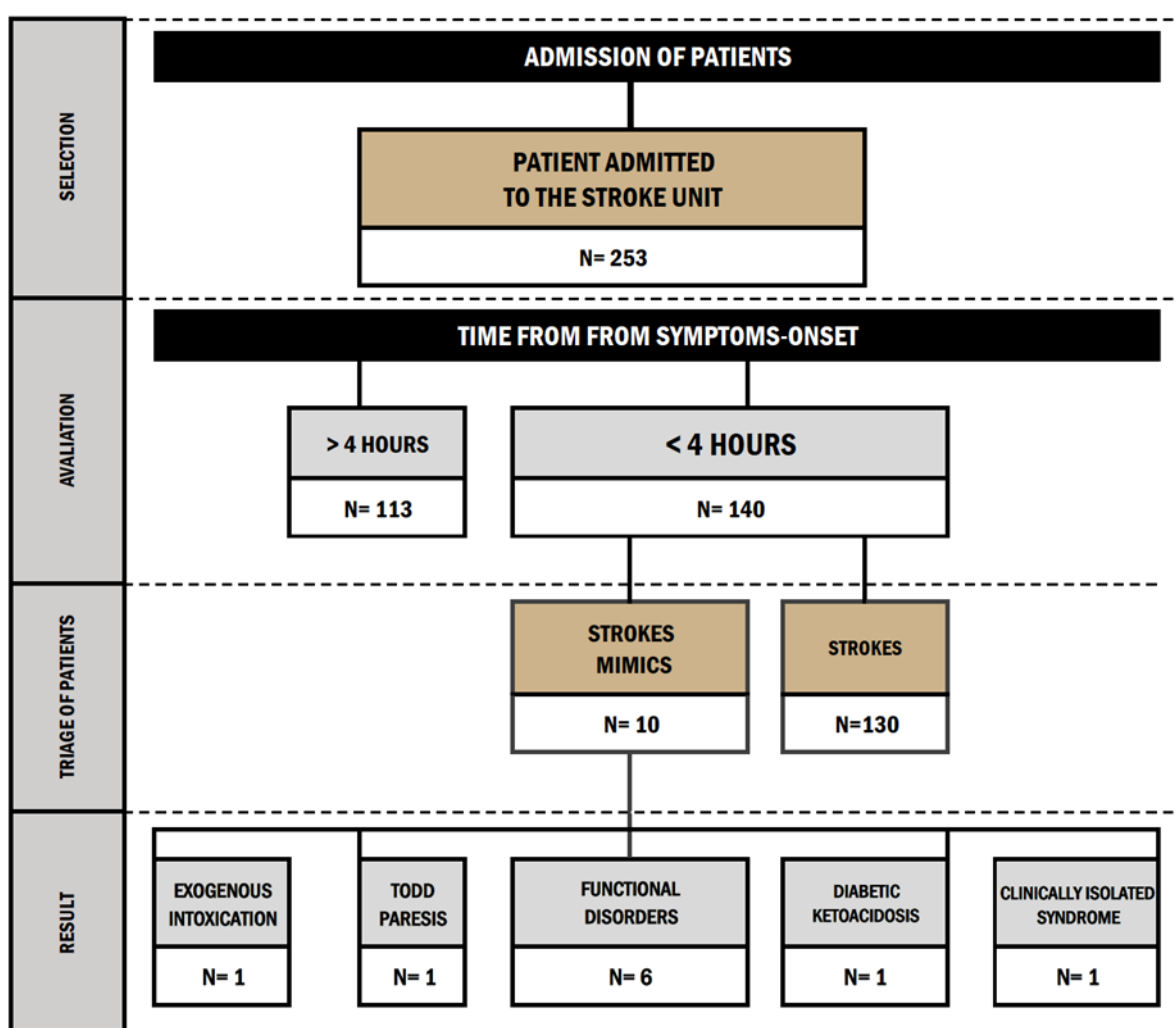 SELECTION
ADMISSION OF PATIENTS
PATIENT ADMITTED
TO THE STROKE UNIT
N= 253
AVALIATION
TIME FROM FROM SYMPTOMS-ONSET
> 4 HOURS
< 4 HOURS
N= 113
N= 140
TRIAGE OF PATIENTS
STROKES
MIMICS
STROKES
N= 10
N=130
RESULT
EXOGENOUS
INTOXICATION
TODD
PARESIS
FUNCTIONAL
DISORDERS
DIABETIC
KETOACIDOSIS
CLINICALLY ISOLATED
SYNDROME
N= 1
N= 1
N= 6
N= 1
N= 1